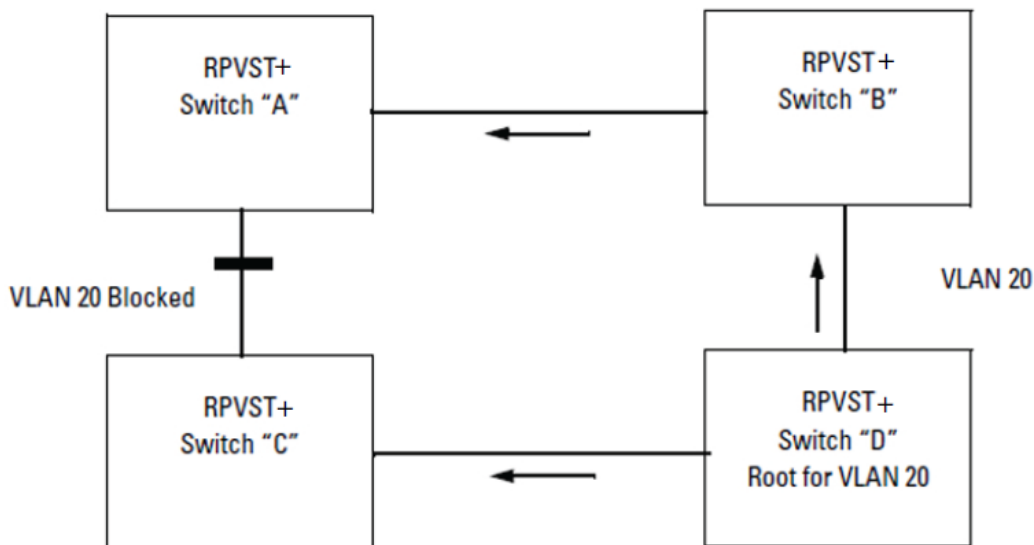 RPVST+
Switch “A”
RPVST+
Switch “B”
VLAN 20 Blocked
VLAN 20
RPVST+
Switch “C”
RPVST+
Switch “D”
Root for VLAN 20